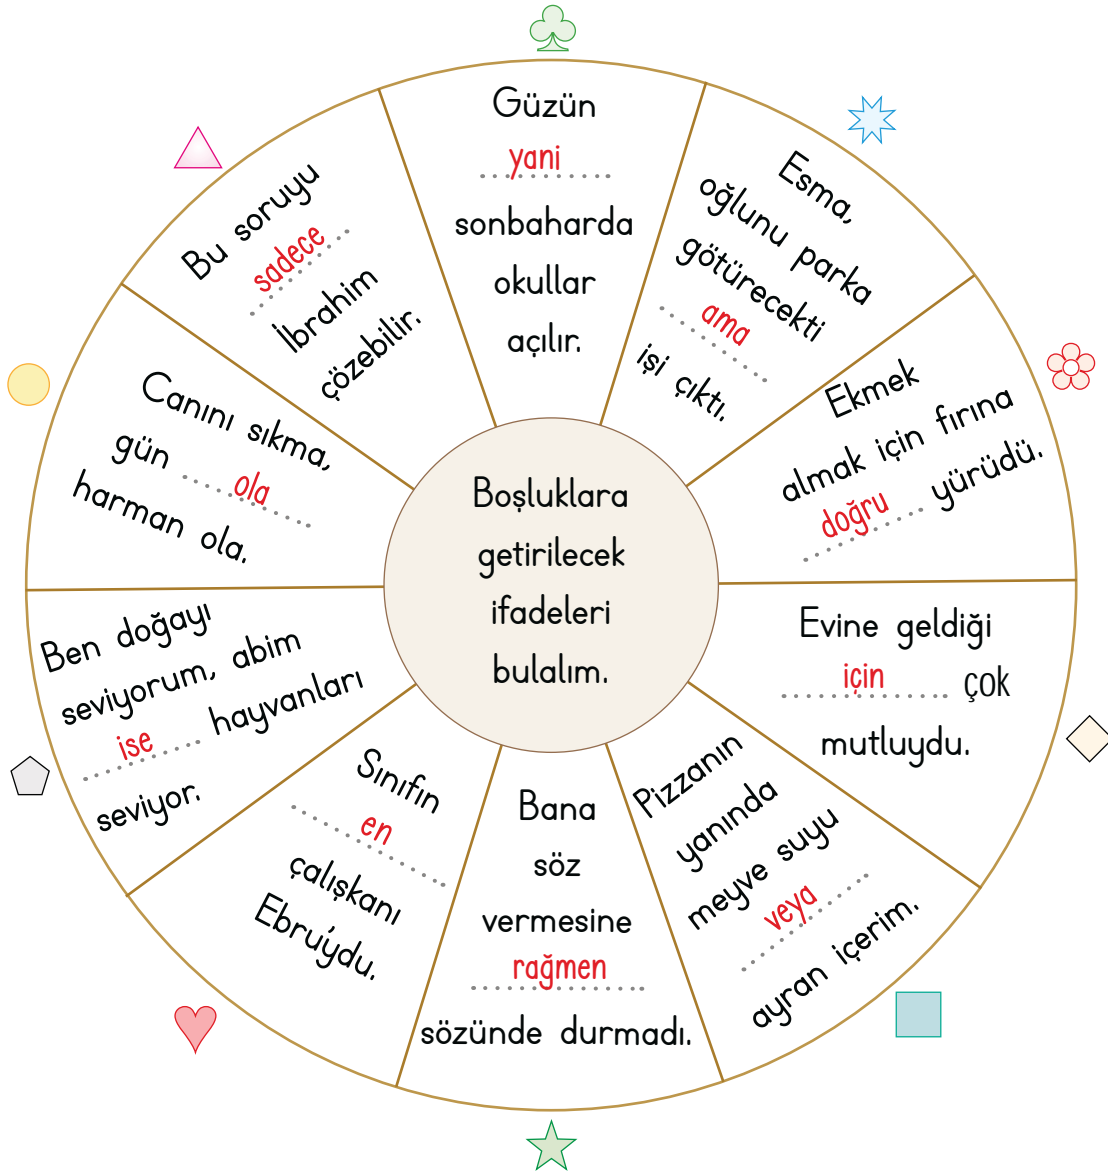 Güzün
yani
sonbaharda
okullar
açılır.
Esma,
oğlunu parka
götürecekti
ama
işi çıktı.
Ekmek
almak için fırına
doğru yürüdü.
Evine geldiği
için çok
mutluydu.
Pizzanın
yanında
meyve suyu
veya
ayran içerim.
Bana
söz
vermesine
rağmen
sözünde durmadı.
Sınıfın
en
çalışkanı
Ebru'ydu.
Ben doğayı
seviyorum, abim
ise hayvanları
seviyor.
Canını sıkma,
gün ola
harman ola.
Bu soruyu
sadece
İbrahim
çözebilir.
Boşluklara
getirilecek
ifadeleri
bulalım.